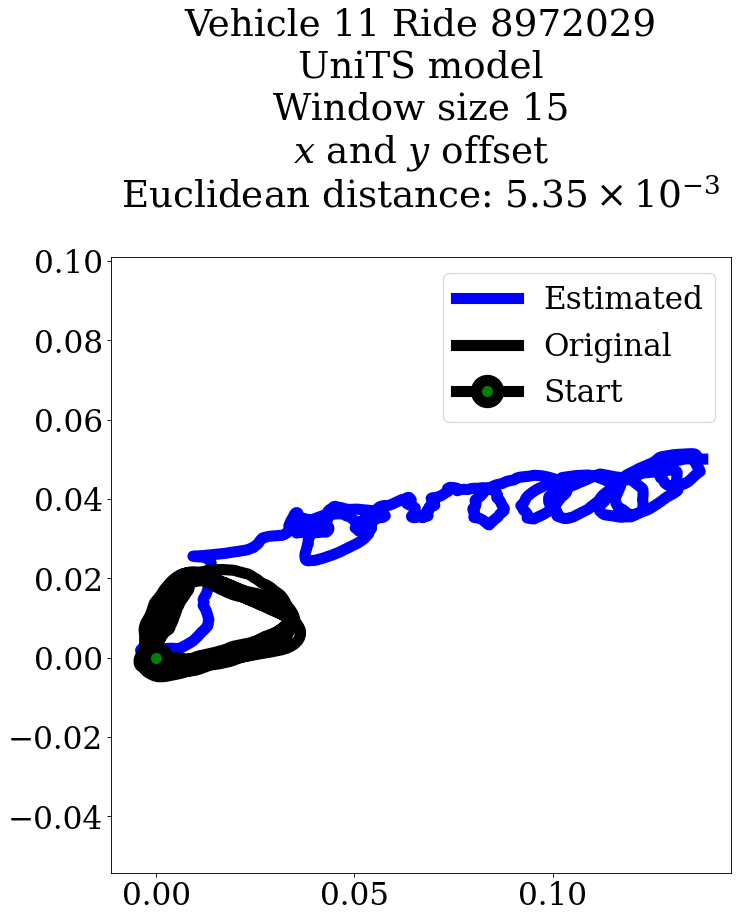 Vehicle 11 Ride 8972029
UniTS model
Window size 15
x and y offset
Euclidean distance: 5.35 × 10⁻³
0.10
0.08
0.06
0.04
0.02
0.00
−0.02
−0.04
Estimated
Original
Start
0.00 0.05 0.10